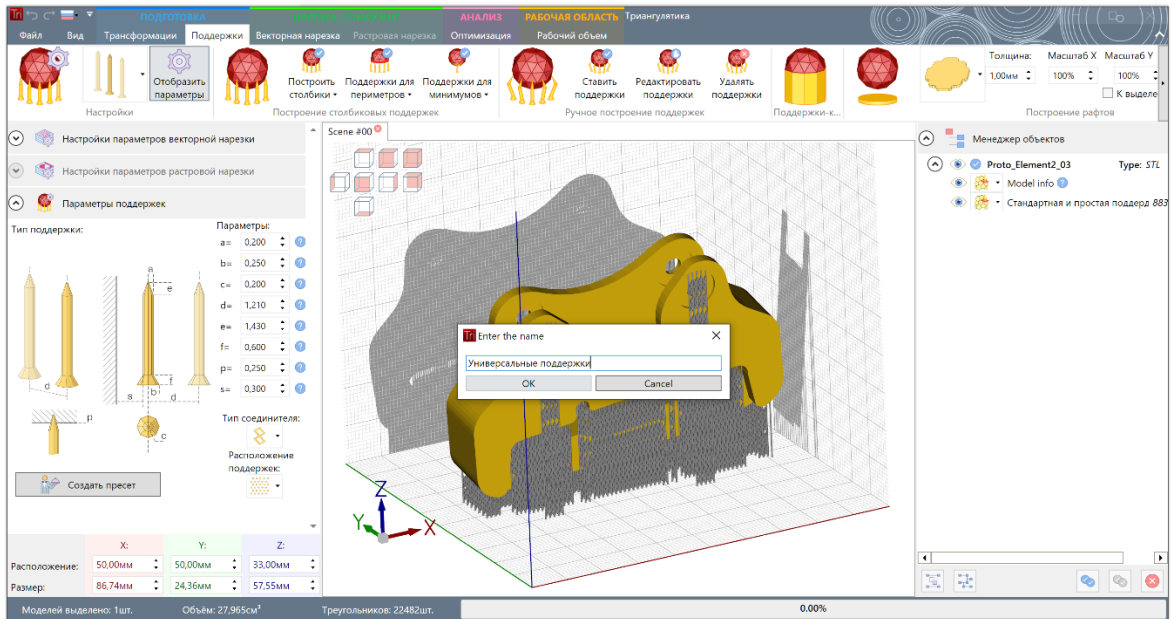 Tri ПОДГОТОВКА АНАЛИЗ РАБОЧАЯ ОБЛАСТЬ Триангулятика
Файл Вид Трансформации Поддержки Векторная нарезка Растровая нарезка Оптимизация Рабочий объем
Отобразить параметры
Построить столбики
Поддержки для периметров
Поддержки для минимумов
Ставить поддержки
Редактировать поддержки
Удалять поддержки
Толщина: Масштаб X Масштаб Y
1,00мм 100% 100%
К выделе
Настройки Построение столбиковых поддержек Ручное построение поддержек Поддержки-к... Построение рафтов
Настройки параметров векторной нарезки
Настройки параметров растровой нарезки
Параметры поддержек
Тип поддержки: Параметры:
a= 0,200
b= 0,250
c= 0,200
d= 1,210
e= 1,430
f= 0,600
p= 0,250
s= 0,300
a
e
d
f
s b d
p
c
Тип соединителя:
Расположение
поддержек:
Создать пресет
X: Y: Z:
Расположение: 50,00мм 50,00мм 33,00мм
Размер: 86,74мм 24,36мм 57,55мм
Scene #00
Tri Enter the name
Универсальные поддержки
OK Cancel
Z
Y X
Менеджер объектов
Proto_Element2_03 Type: STL
Model info
Стандартная и простая поддерд 883
Моделей выделено: 1шт. Объём: 27,965см³ Треугольников: 22482шт. 0.00%